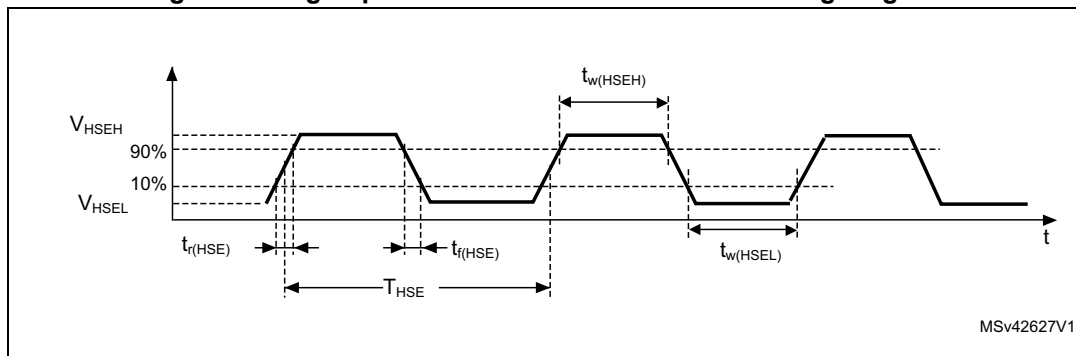 t_w(HSEH)
V_HSEH
90%
10%
V_HSEL
t_r(HSE)
t_f(HSE)
t_w(HSEL)
t
T_HSE
MSv42627V1